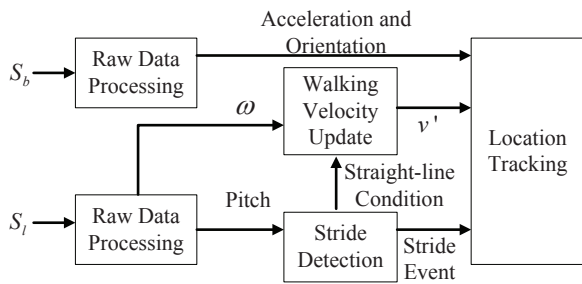 Acceleration and
Orientation
S_b
Raw Data
Processing
Walking
Velocity
Update
ω
v'
Location
Tracking
Straight-line
Condition
S_l
Raw Data
Processing
Pitch
Stride
Detection
Stride
Event